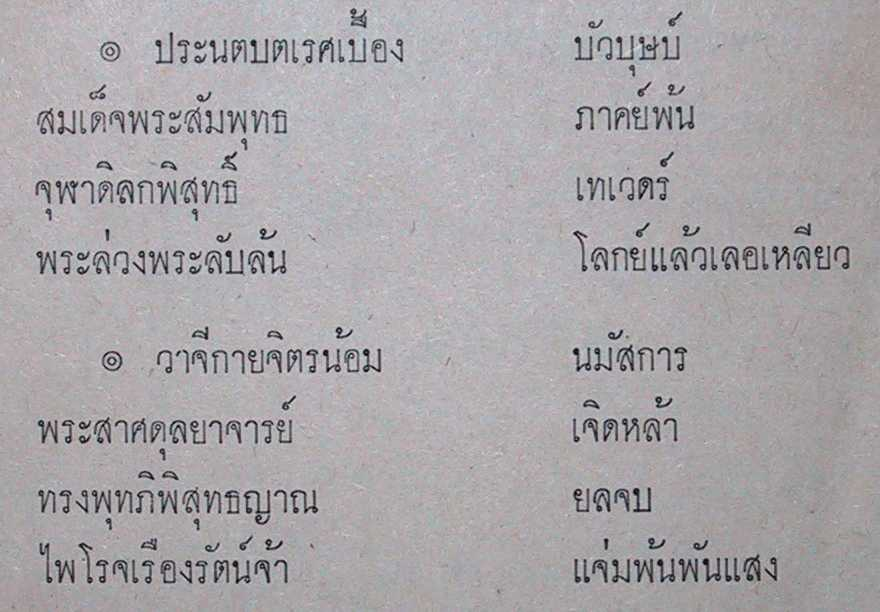 ๏ ประนตบตเรศเบื้อง บัวบุษบ์
สมเด็จพระสัมพุทธ ภาคย์พ้น
จุฬาดิลกพิสุทธิ์ เทเวดร์
พระล่วงพระลับล้น โลกย์แล้วเลอเหลียว
๏ วาจีกายจิตรน้อม นมัสการ
พระสาศดุลยาจารย์ เจิดหล้า
ทรงพุทภิพิสุทธญาณ ยลจบ
ไพโรจเรืองรัตน์จ้า แจ่มพ้นพันแสง